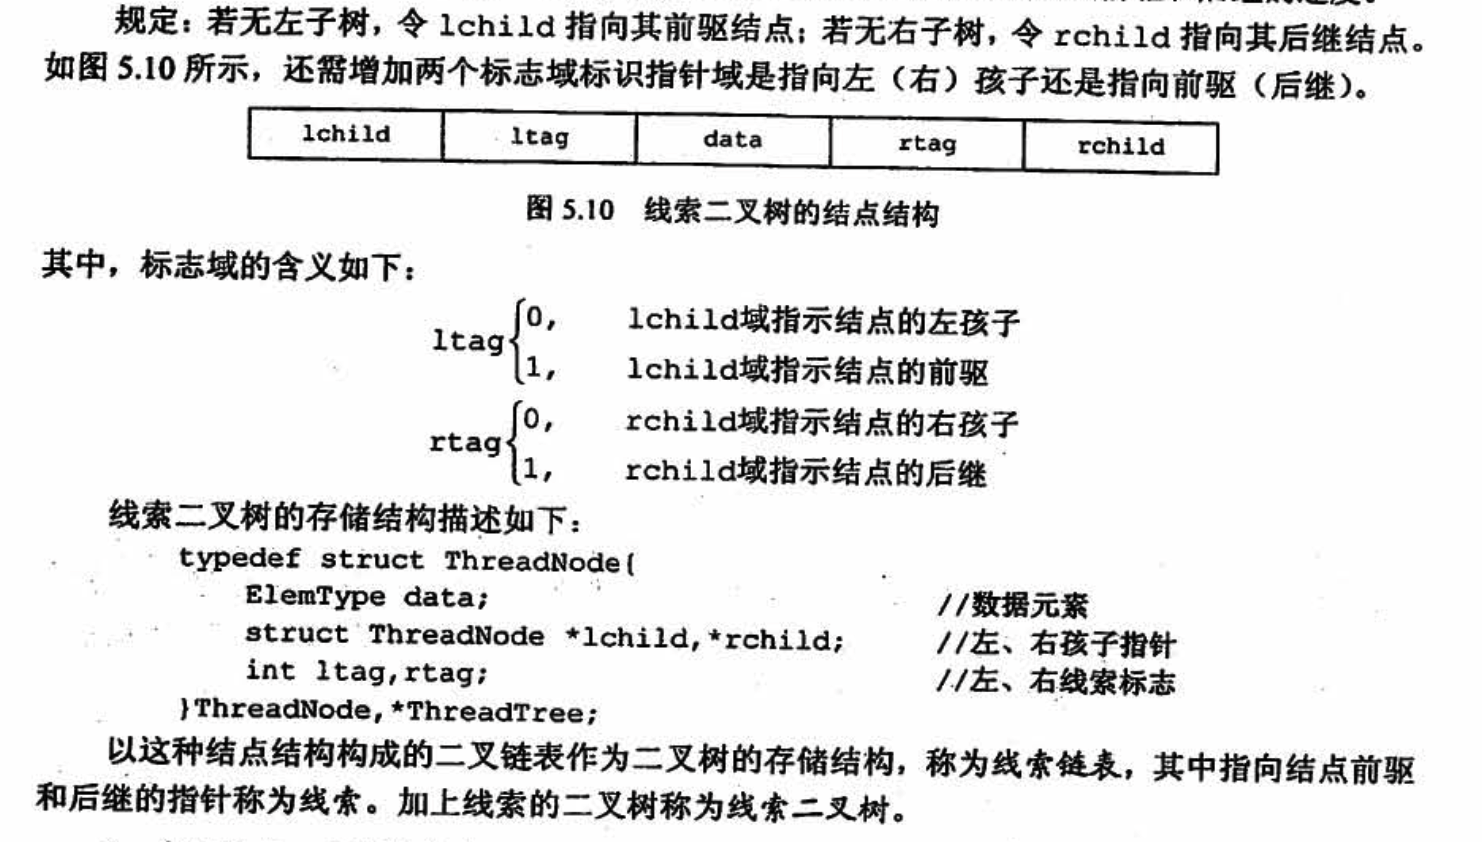 规定：若无左子树，令 lchild 指向其前驱结点；若无右子树，令 rchild 指向其后继结点。
如图 5.10 所示，还需增加两个标志域标识指针域是指向左（右）孩子还是指向前驱（后继）。
lchild ltag data rtag rchild
图 5.10 线索二叉树的结点结构
其中，标志域的含义如下：
ltag{0, lchild域指示结点的左孩子
1, lchild域指示结点的前驱
rtag{0, rchild域指示结点的右孩子
1, rchild域指示结点的后继
线索二叉树的存储结构描述如下：
typedef struct ThreadNode{
ElemType data; //数据元素
struct ThreadNode *lchild,*rchild; //左、右孩子指针
int ltag,rtag; //左、右线索标志
}ThreadNode,*ThreadTree;
以这种结点结构构成的二叉链表作为二叉树的存储结构，称为线索链表，其中指向结点前驱
和后继的指针称为线索。加上线索的二叉树称为线索二叉树。